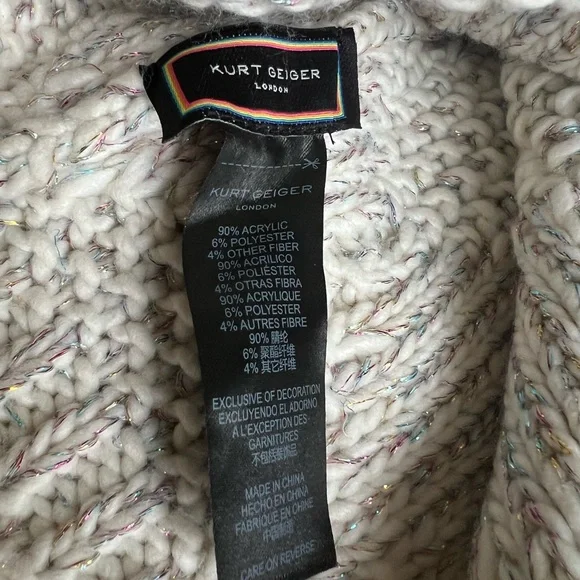 KURT GEIGER
LONDON
KURT GEIGER
LONDON
90% ACRYLIC
6% POLYESTER
4% OTHER FIBER
90% ACRILICO
6% POLIÉSTER
4% OTRAS FIBRA
90% ACRYLIQUE
6% POLYESTER
4% AUTRES FIBRE
90% 腈纶
6% 聚酯纤维
4% 其它纤维
EXCLUSIVE OF DECORATION
EXCLUYENDO EL ADORNO
A L'EXCEPTION DES
GARNITURES
不包括装饰品
MADE IN CHINA
HECHO EN CHINA
FABRIQUE EN CHINE
中国制造
CARE ON REVERSE